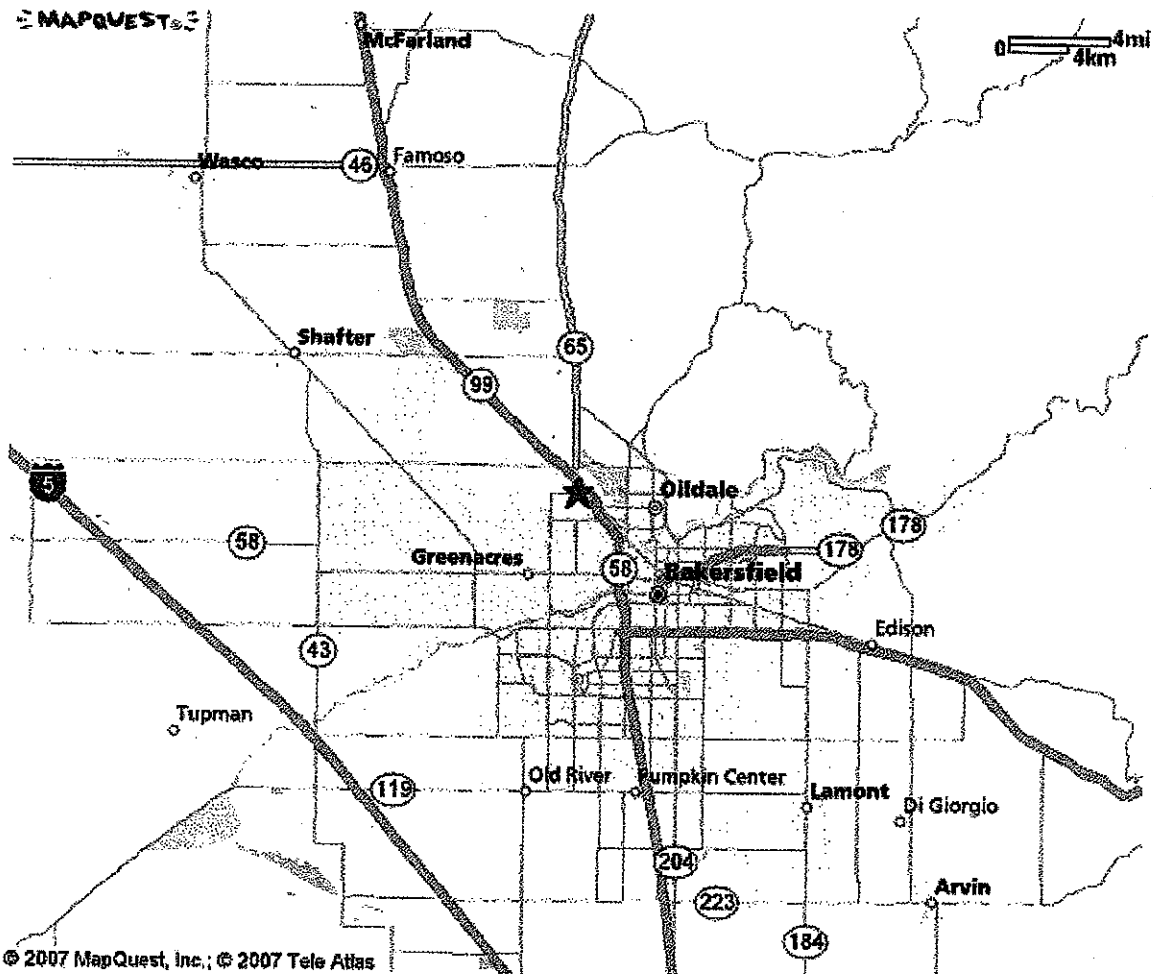 MAPQUEST
McFarland
0 4mi
4km
Wasco
46
Famoso
Shafter
65
99
5
Oildale
58
178
178
Greenacres
58
Bakersfield
43
Edison
Tupman
119
Old River
Pumpkin Center
Lamont
Di Giorgio
204
223
Arvin
184
© 2007 MapQuest, Inc.; © 2007 Tele Atlas